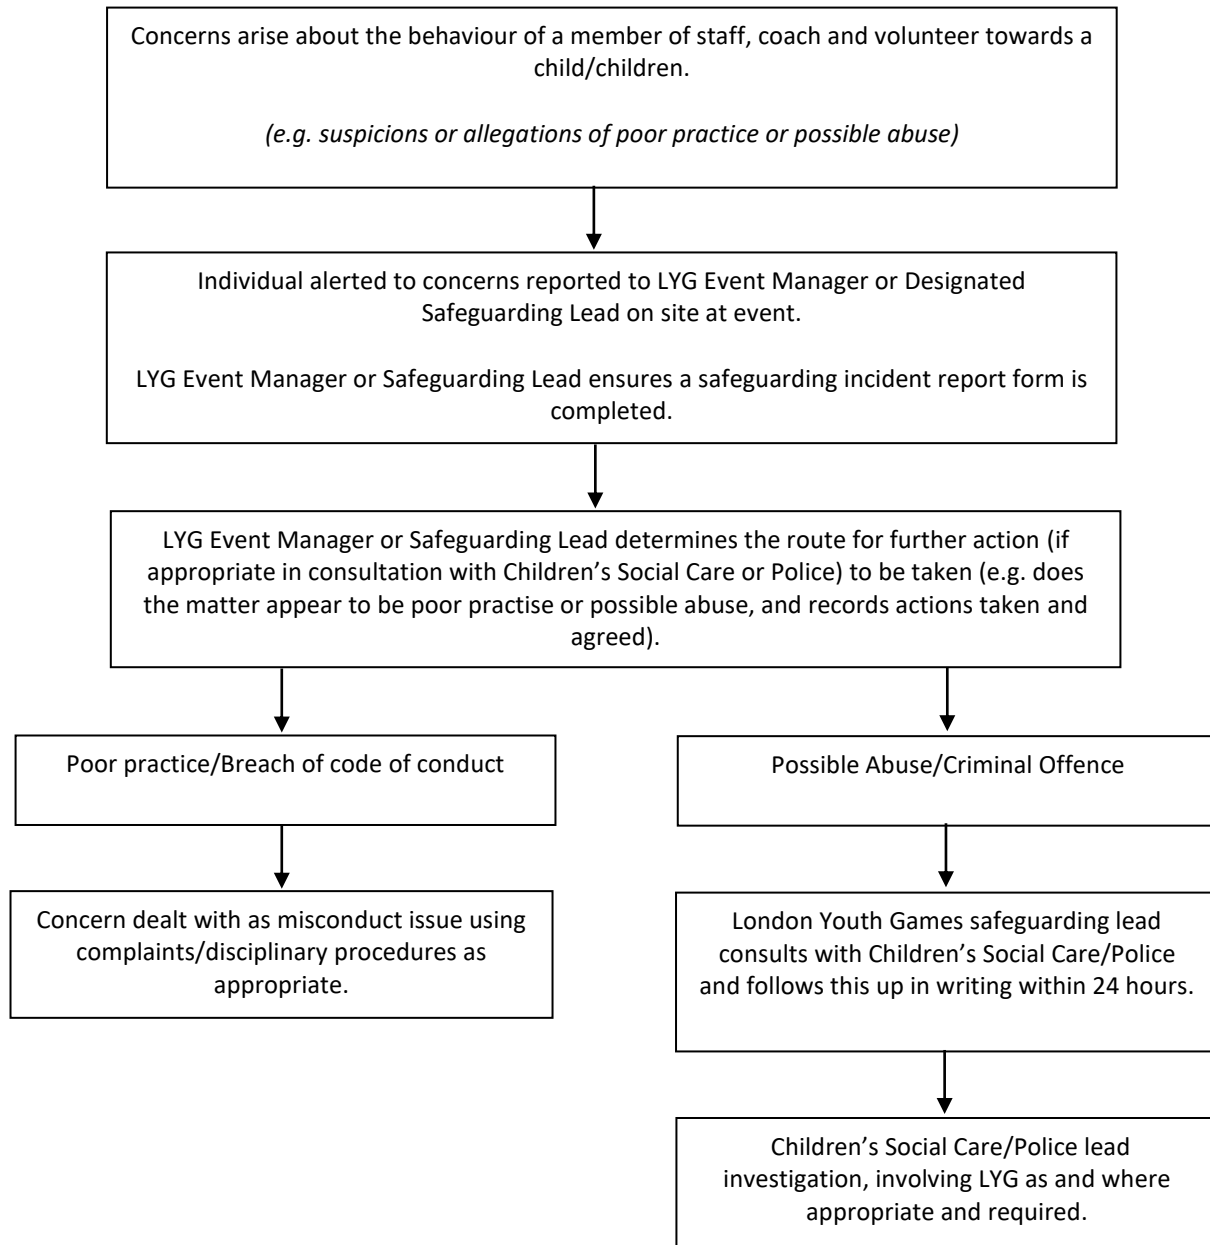 Concerns arise about the behaviour of a member of staff, coach and volunteer towards a
child/children.
(e.g. suspicions or allegations of poor practice or possible abuse)
Individual alerted to concerns reported to LYG Event Manager or Designated
Safeguarding Lead on site at event.
LYG Event Manager or Safeguarding Lead ensures a safeguarding incident report form is
completed.
LYG Event Manager or Safeguarding Lead determines the route for further action (if
appropriate in consultation with Children’s Social Care or Police) to be taken (e.g. does
the matter appear to be poor practise or possible abuse, and records actions taken and
agreed).
Poor practice/Breach of code of conduct
Concern dealt with as misconduct issue using
complaints/disciplinary procedures as
appropriate.
Possible Abuse/Criminal Offence
London Youth Games safeguarding lead
consults with Children’s Social Care/Police
and follows this up in writing within 24 hours.
Children’s Social Care/Police lead
investigation, involving LYG as and where
appropriate and required.